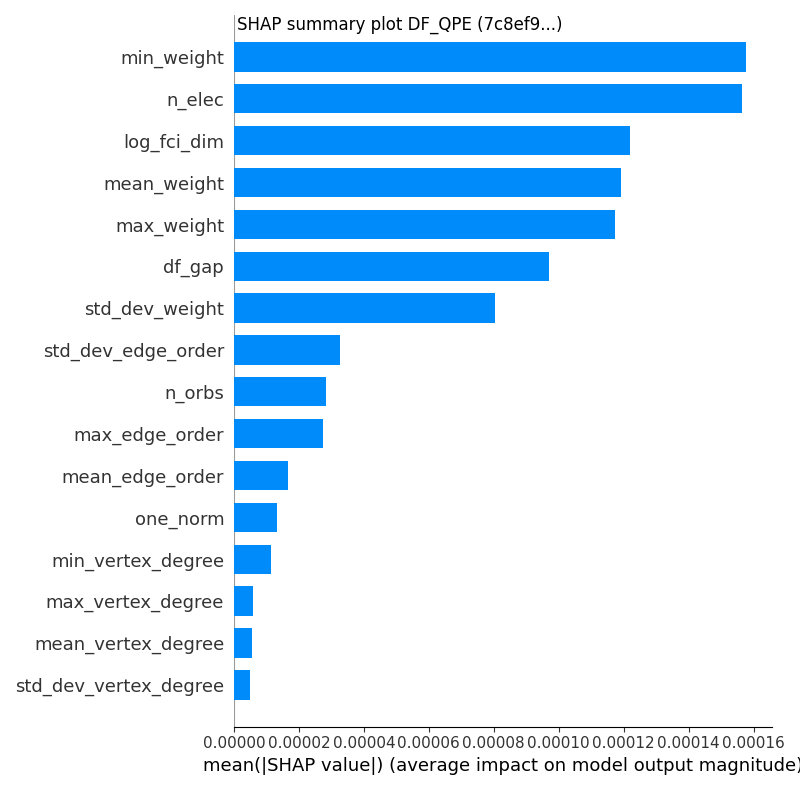 SHAP summary plot DF_QPE (7c8ef9...)
min_weight
n_elec
log_fci_dim
mean_weight
max_weight
df_gap
std_dev_weight
std_dev_edge_order
n_orbs
max_edge_order
mean_edge_order
one_norm
min_vertex_degree
max_vertex_degree
mean_vertex_degree
std_dev_vertex_degree
0.00000 0.00002 0.00004 0.00006 0.00008 0.00010 0.00012 0.00014 0.00016
mean(|SHAP value|) (average impact on model output magnitude)